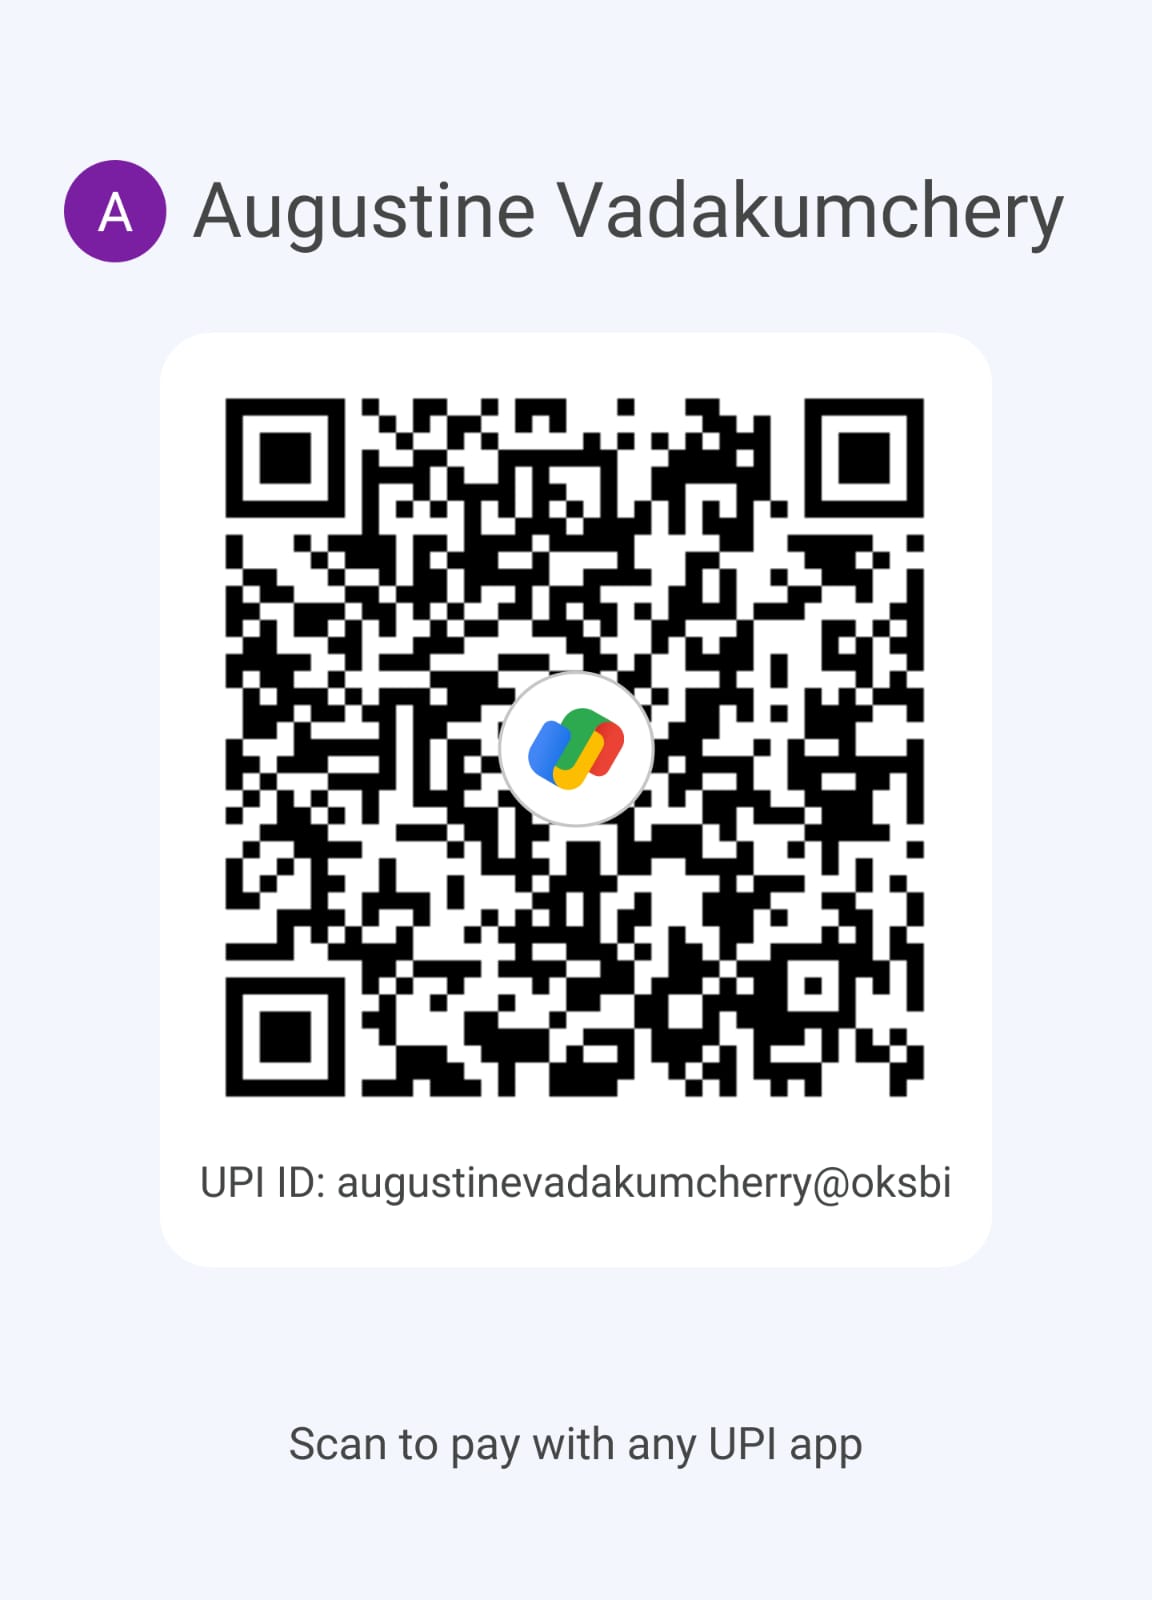 A
Augustine Vadakumchery
UPI ID: augustinevadakumcherry@oksbi
Scan to pay with any UPI app